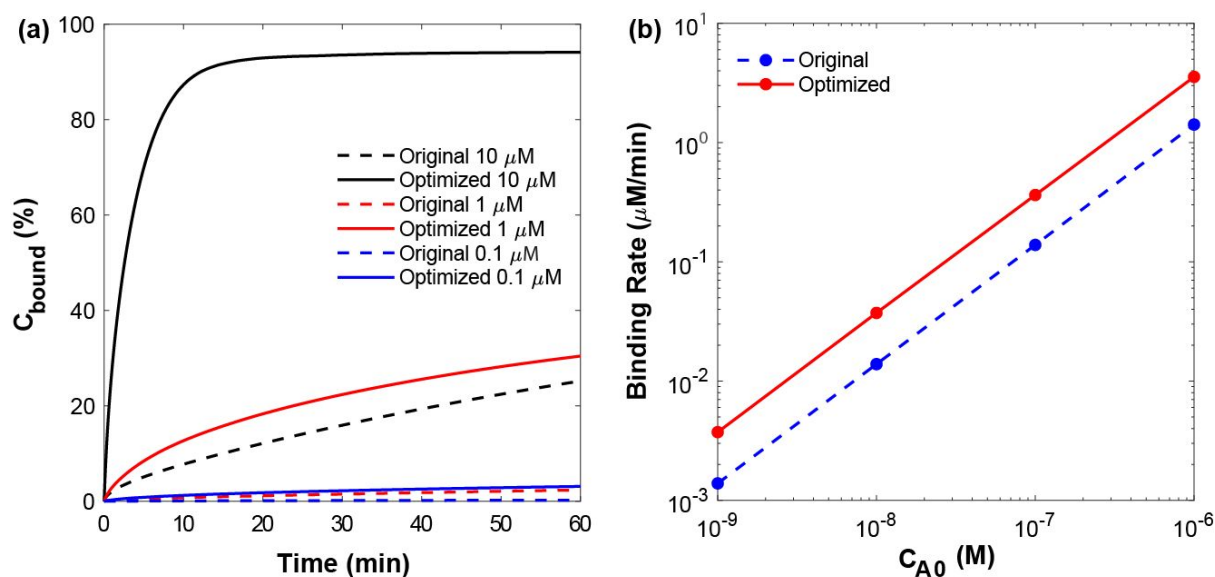 (a)
100
80
60
40
20
0
C_bound (%)
Original 10 μM
Optimized 10 μM
Original 1 μM
Optimized 1 μM
Original 0.1 μM
Optimized 0.1 μM
0 10 20 30 40 50 60
Time (min)
(b)
10^1
10^0
10^-1
10^-2
10^-3
Binding Rate (μM/min)
Original
Optimized
10^-9 10^-8 10^-7 10^-6
C_A0 (M)